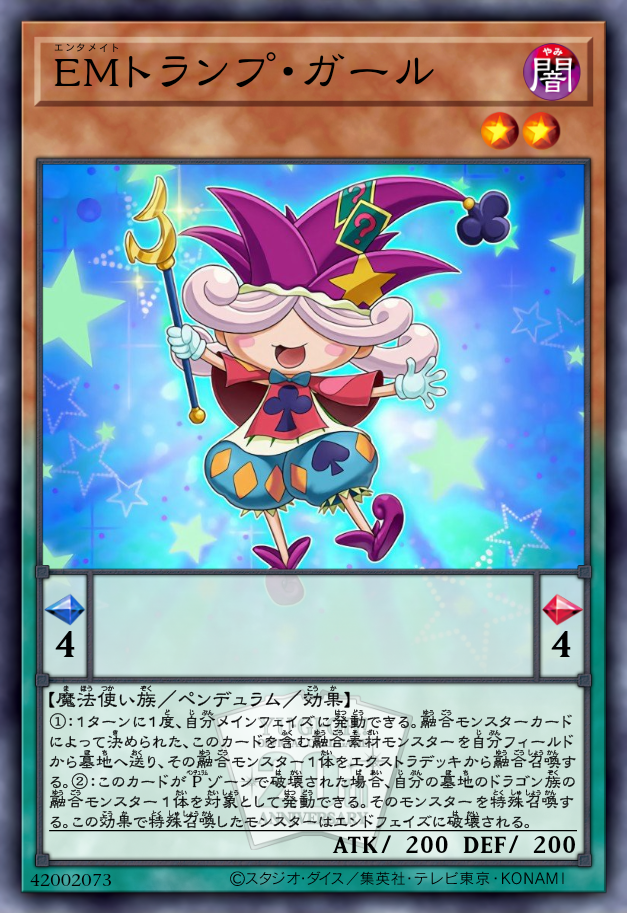 エンタメイト
EMトランプ・ガール
やみ
闇
??
4 4
【魔法使い族／ペンデュラム／効果】
①：１ターンに１度、自分メインフェイズに発動できる。融合モンスターカード
によって決められた、このカードを含む融合素材モンスターを自分フィールド
から墓地へ送り、その融合モンスター１体をエクストラデッキから融合召喚す
る。②：このカードがPゾーンで破壊された場合、自分の墓地のドラゴン族の
融合モンスター１体を対象として発動できる。そのモンスターを特殊召喚す
る。この効果で特殊召喚したモンスターはエンドフェイズに破壊される。
ATK/ 200 DEF/ 200
42002073 ©スタジオ・ダイス／集英社・テレビ東京・KONAMI